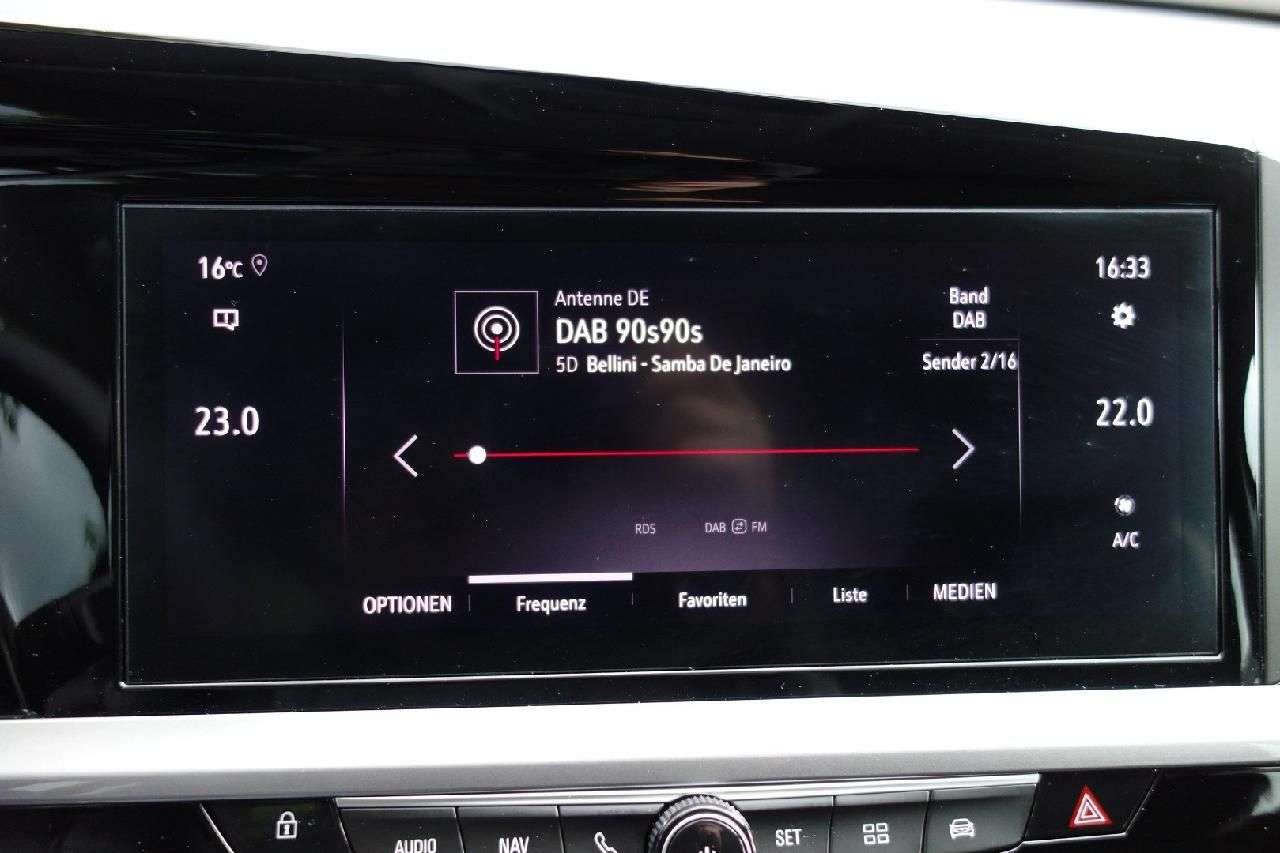 16°C
16:33
Antenne DE
DAB 90s90s
5D Bellini - Samba De Janeiro
Band
DAB
Sender 2/16
23.0
22.0
RDS
DAB FM
A/C
OPTIONEN
Frequenz
Favoriten
Liste
MEDIEN
AUDIO
NAV
SET